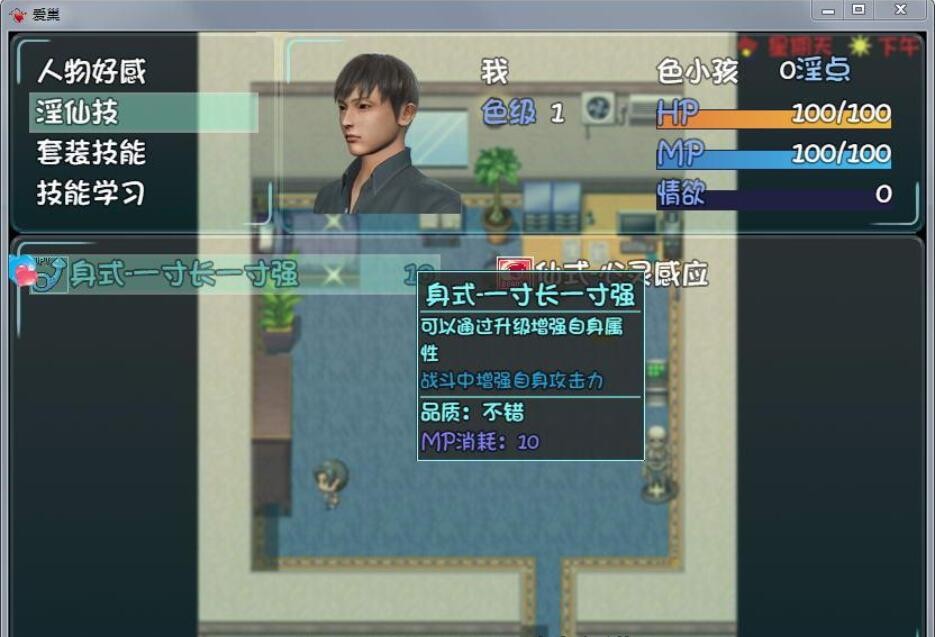 爱巢
星期天 下午
人物好感
淫仙技
套装技能
技能学习
我
色级 1
色小孩 0淫点
HP 100/100
MP 100/100
情欲 0
身式-一寸长一寸强 10
仙式-心灵感应
身式-一寸长一寸强
可以通过升级增强自身属
性
战斗中增强自身攻击力
品质：不错
MP消耗：10